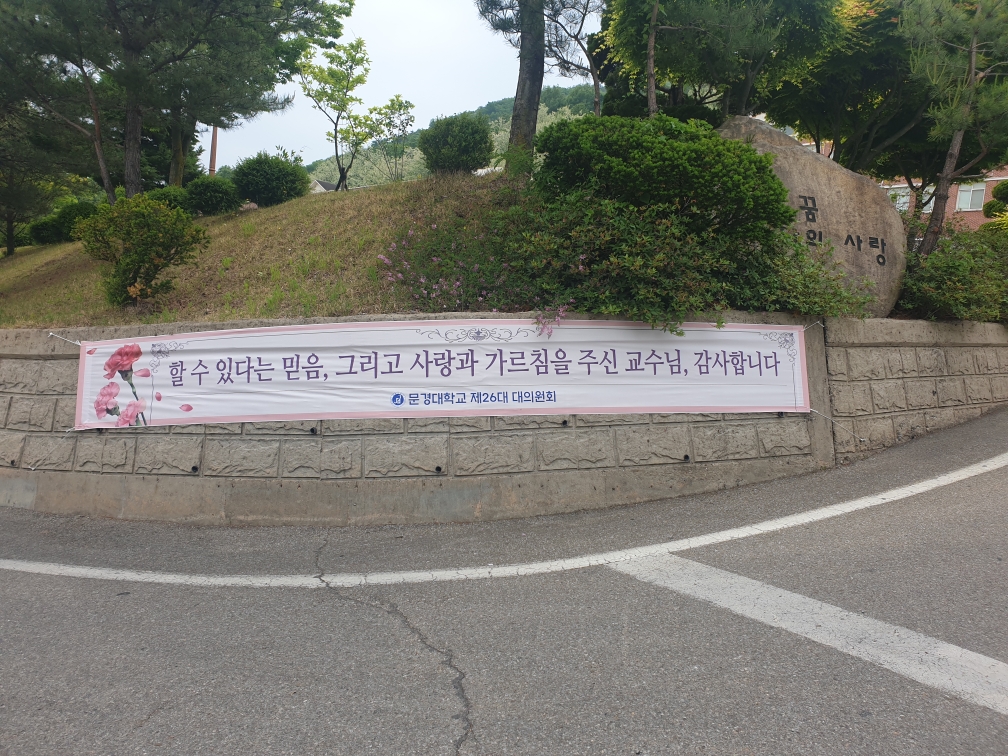 할 수 있다는 믿음, 그리고 사랑과 가르침을 주신 교수님, 감사합니다
문경대학교 제26대 대의원회
꿈
사랑